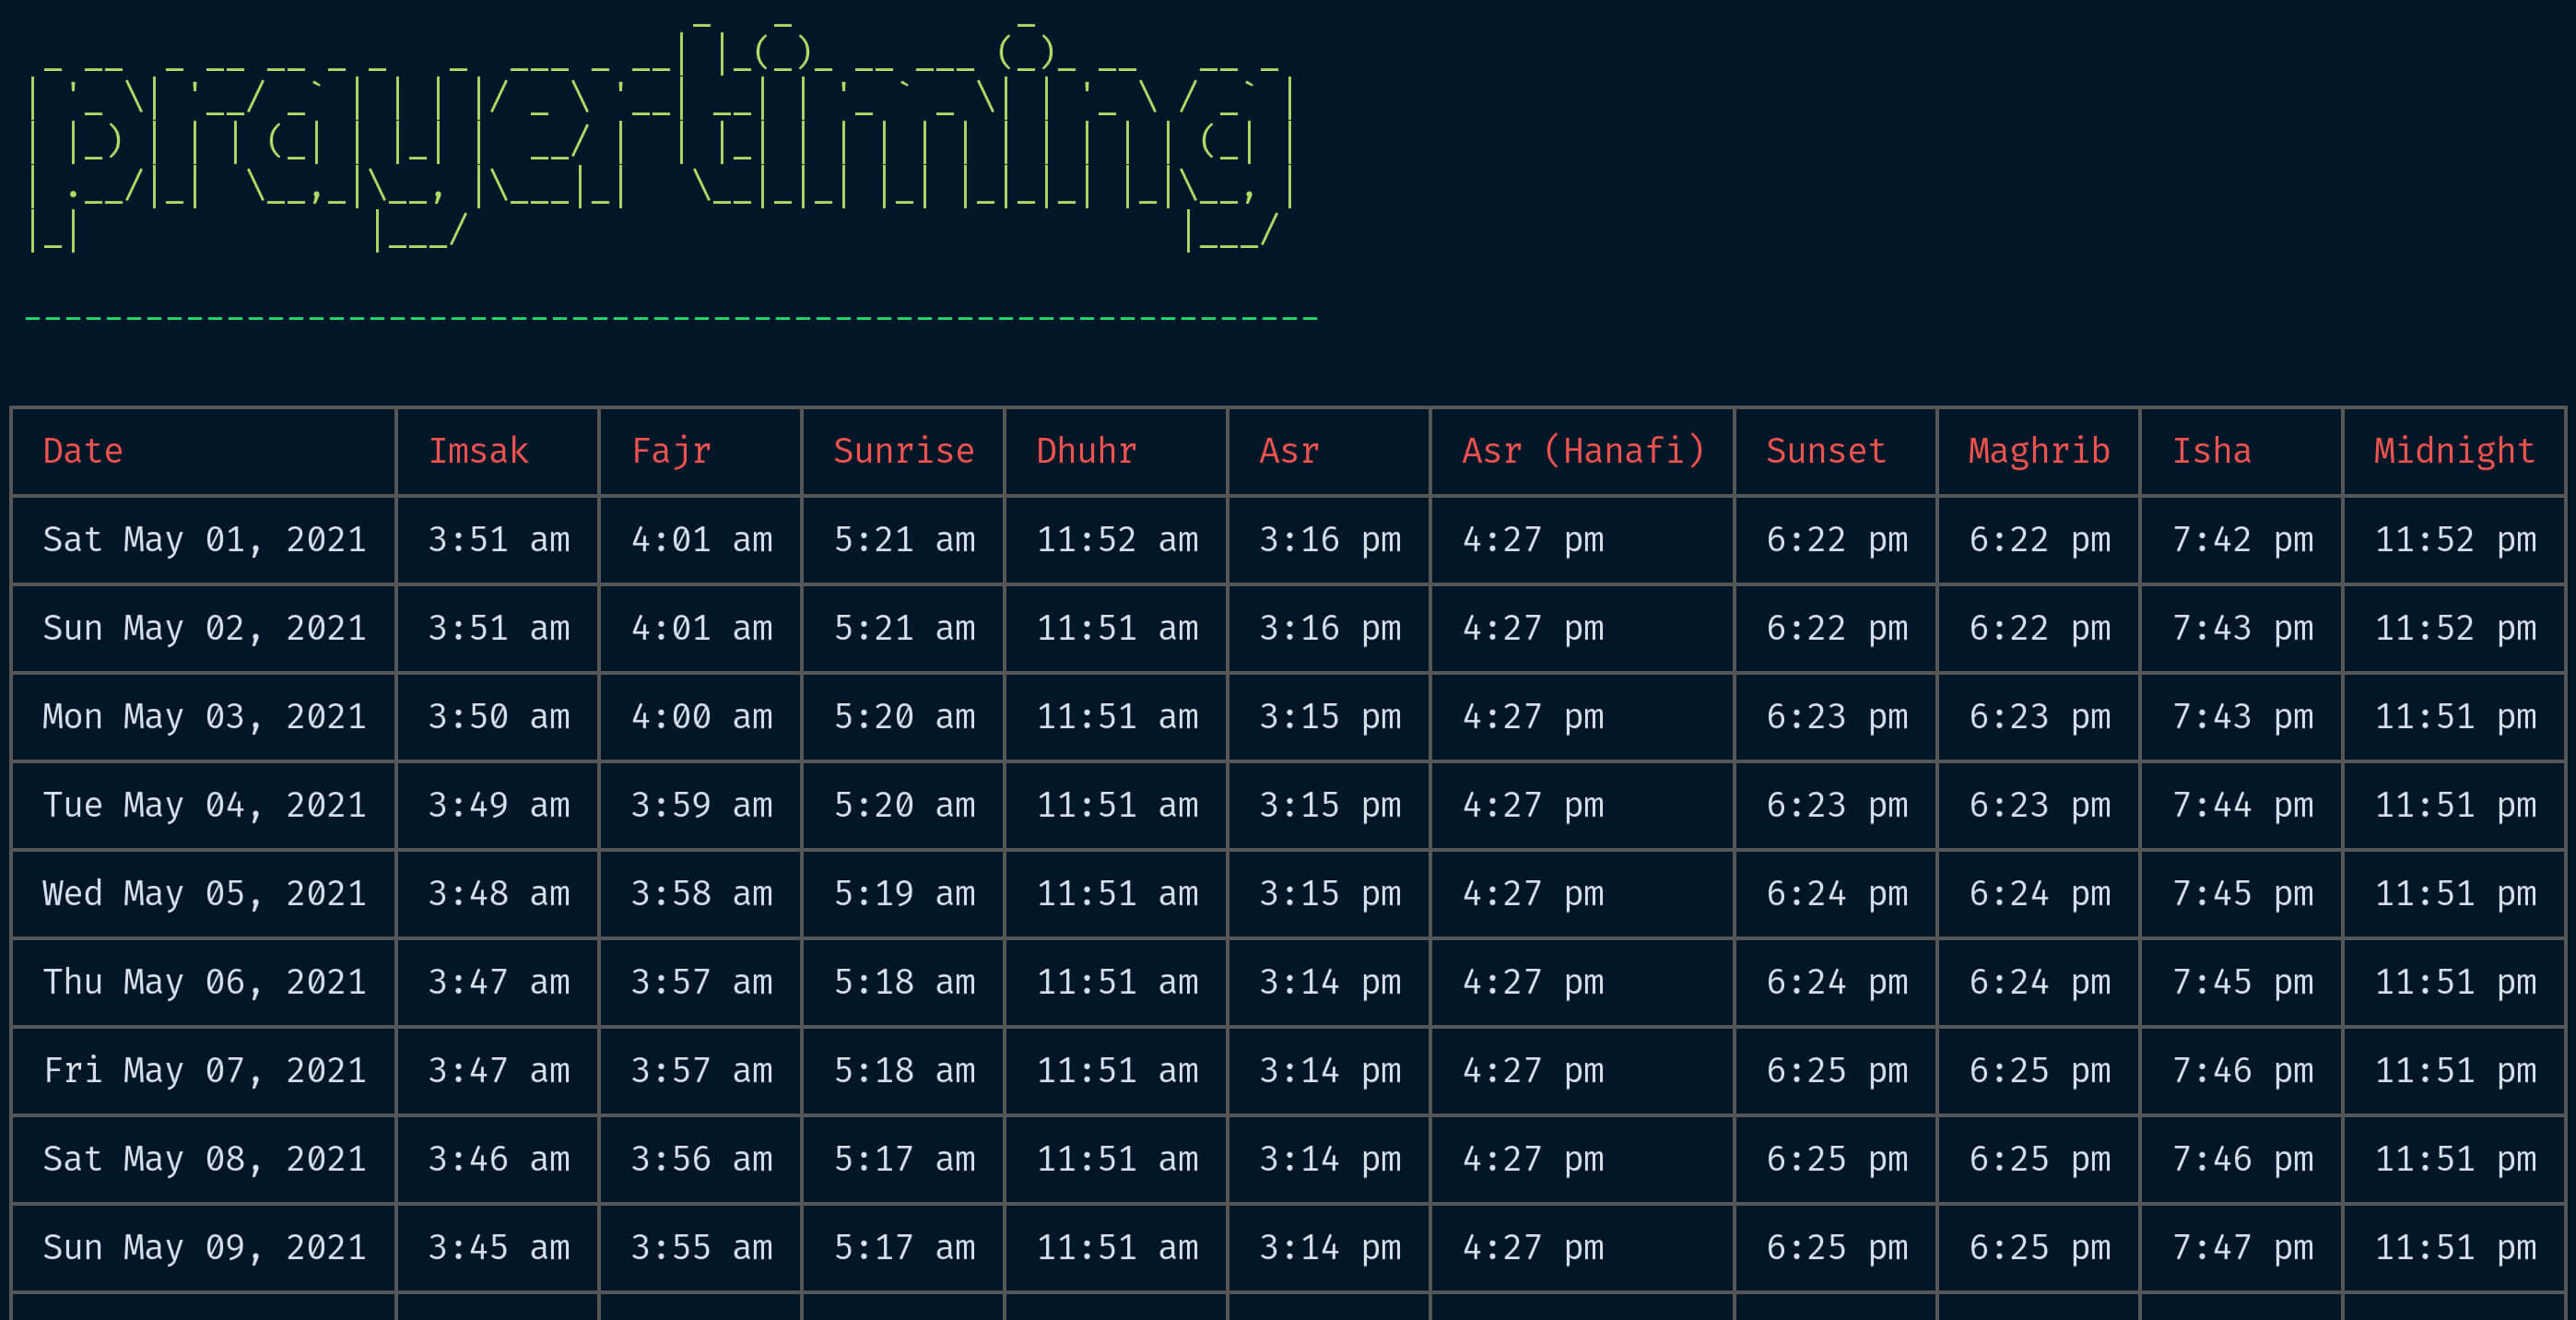 prayertiming
-----------------------------------------------------------------
Date Imsak Fajr Sunrise Dhuhr Asr Asr (Hanafi) Sunset Maghrib Isha Midnight
Sat May 01, 2021 3:51 am 4:01 am 5:21 am 11:52 am 3:16 pm 4:27 pm 6:22 pm 6:22 pm 7:42 pm 11:52 pm
Sun May 02, 2021 3:51 am 4:01 am 5:21 am 11:51 am 3:16 pm 4:27 pm 6:22 pm 6:22 pm 7:43 pm 11:52 pm
Mon May 03, 2021 3:50 am 4:00 am 5:20 am 11:51 am 3:15 pm 4:27 pm 6:23 pm 6:23 pm 7:43 pm 11:51 pm
Tue May 04, 2021 3:49 am 3:59 am 5:20 am 11:51 am 3:15 pm 4:27 pm 6:23 pm 6:23 pm 7:44 pm 11:51 pm
Wed May 05, 2021 3:48 am 3:58 am 5:19 am 11:51 am 3:15 pm 4:27 pm 6:24 pm 6:24 pm 7:45 pm 11:51 pm
Thu May 06, 2021 3:47 am 3:57 am 5:18 am 11:51 am 3:14 pm 4:27 pm 6:24 pm 6:24 pm 7:45 pm 11:51 pm
Fri May 07, 2021 3:47 am 3:57 am 5:18 am 11:51 am 3:14 pm 4:27 pm 6:25 pm 6:25 pm 7:46 pm 11:51 pm
Sat May 08, 2021 3:46 am 3:56 am 5:17 am 11:51 am 3:14 pm 4:27 pm 6:25 pm 6:25 pm 7:46 pm 11:51 pm
Sun May 09, 2021 3:45 am 3:55 am 5:17 am 11:51 am 3:14 pm 4:27 pm 6:25 pm 6:25 pm 7:47 pm 11:51 pm